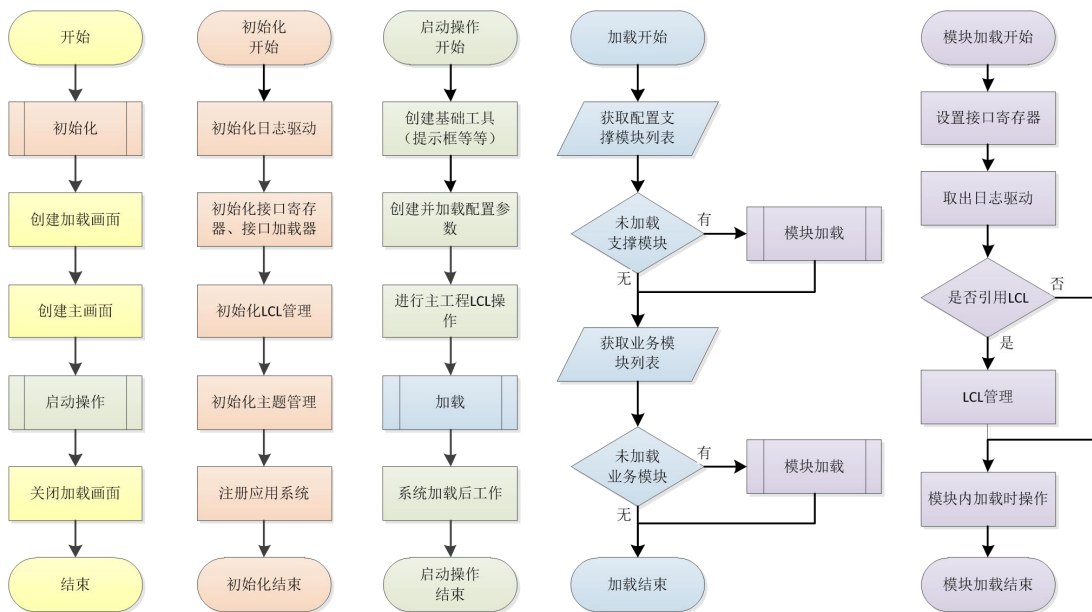 开始
初始化
创建加载画面
创建主画面
启动操作
关闭加载画面
结束
初始化
开始
初始化日志驱动
初始化接口寄存
器、接口加载器
初始化LCL管理
初始化主题管理
注册应用系统
初始化结束
启动操作
开始
创建基础工具
（提示框等等）
创建并加载配置参
数
进行主工程LCL操
作
加载
系统加载后工作
启动操作
结束
加载开始
获取配置支
撑模块列表
未加载
支撑模块
有
模块加载
无
获取业务模
块列表
未加载
业务模块
有
模块加载
无
加载结束
模块加载开始
设置接口寄存器
取出日志驱动
是否引用LCL
否
是
LCL管理
模块内加载时操作
模块加载结束